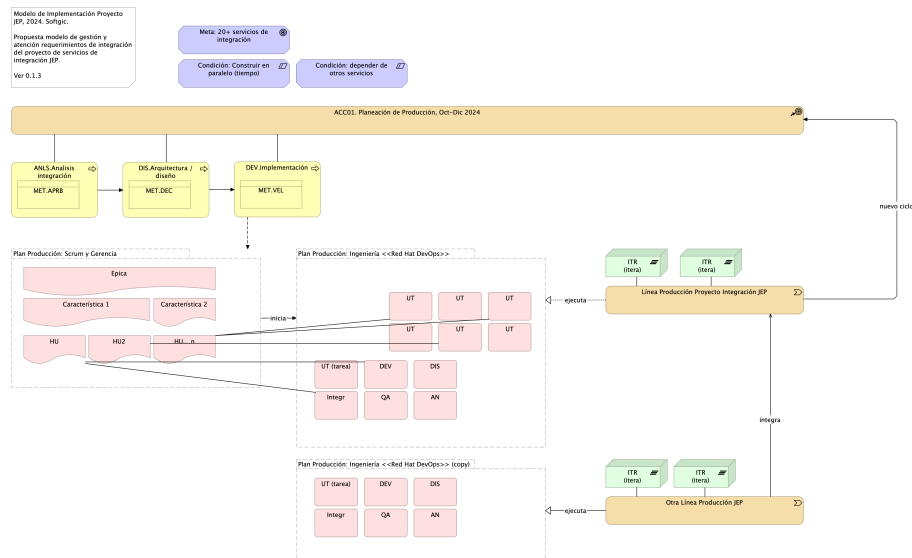 Modelo de Implementación Proyecto
JEP, 2024. Softgic.
Propuesta modelo de gestión y
atención requerimientos de integración
del proyecto de servicios de
integración JEP.
Ver 0.1.3
Meta: 20+ servicios de
integración
Condición: Construir en
paralelo (tiempo)
Condición: depender de
otros servicios
ACC01. Planeación de Producción, Oct-Dic 2024
ANLS.Analisis
integración
MET.APRB
DIS.Arquitectura /
diseño
MET.DEC
DEV.Implementación
MET.VEL
nuevo ciclo
Plan Producción: Scrum y Gerencia
Epica
Característica 1
Característica 2
HU
HU2
HU...n
inicia
Plan Producción: Ingeniería <<Red Hat DevOps>>
UT
UT
UT
UT
UT
UT
UT (tarea)
DEV
DIS
Integr
QA
AN
ejecuta
ITR
(itera)
ITR
(itera)
Línea Producción Proyecto Integración JEP
integra
Plan Producción: Ingeniería <<Red Hat DevOps>> (copy)
UT (tarea)
DEV
DIS
Integr
QA
AN
ejecuta
ITR
(itera)
ITR
(itera)
Otra Línea Producción JEP